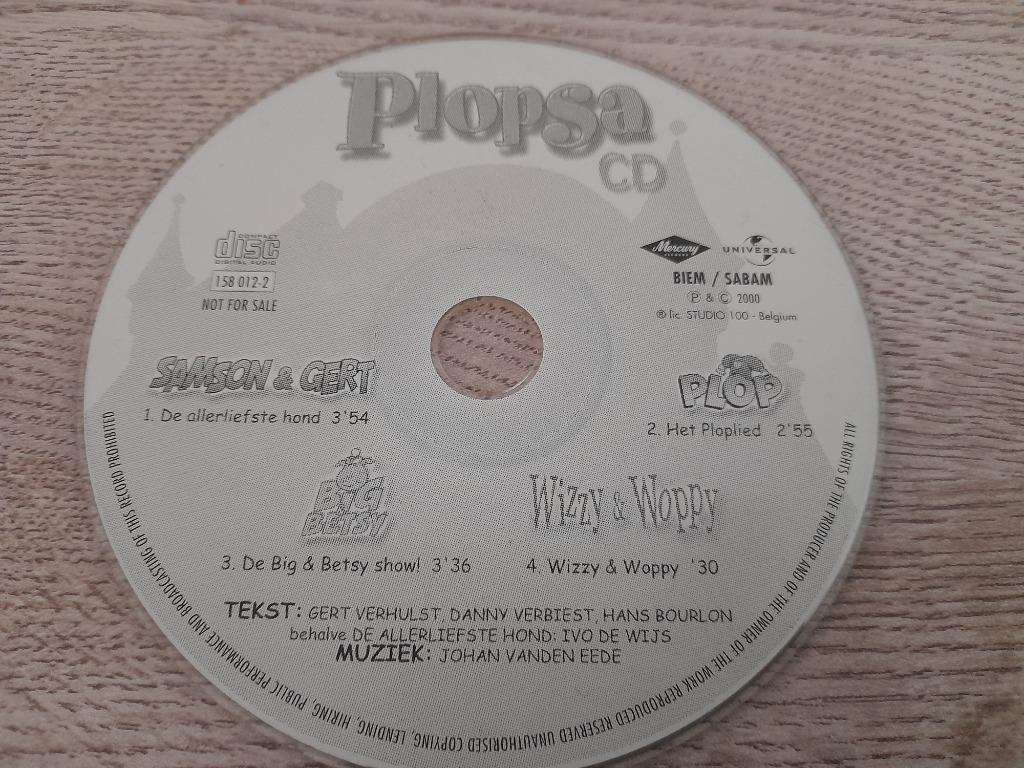 Plopsa
CD
COMPACT
disc
DIGITAL AUDIO
158 012-2
NOT FOR SALE
Mercury
RECORDS
UNIVERSAL
BIEM / SABAM
℗ & © 2000
® lic. STUDIO 100 - Belgium
SAMSON & GERT
1. De allerliefste hond 3'54
PLOP
2. Het Ploplied 2'55
BIG
BETSY
3. De Big & Betsy show! 3'36
Wizzy & Woppy
4. Wizzy & Woppy '30
TEKST: GERT VERHULST, DANNY VERBIEST, HANS BOURLON
behalve DE ALLERLIEFSTE HOND: IVO DE WIJS
MUZIEK: JOHAN VANDEN EEDE
ALL RIGHTS OF THE PRODUCER AND OF THE OWNER OF THE WORK REPRODUCED RESERVED UNAUTHORISED COPYING, LENDING, HIRING, PUBLIC PERFORMANCE AND BROADCASTING OF THIS RECORD PROHIBITED